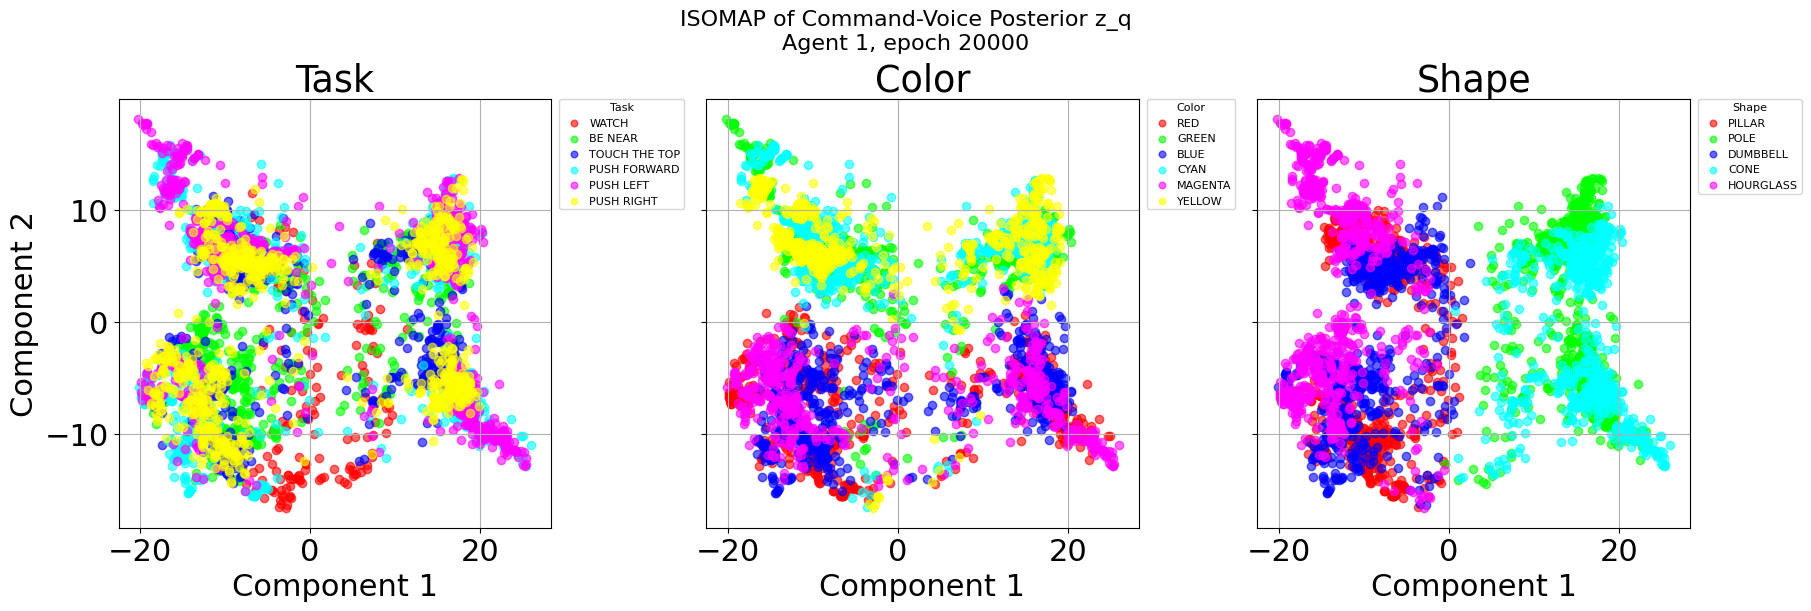 ISOMAP of Command-Voice Posterior z_q
Agent 1, epoch 20000
Task
Component 2
10
0
−10
−20
0
20
Component 1
Task
WATCH
BE NEAR
TOUCH THE TOP
PUSH FORWARD
PUSH LEFT
PUSH RIGHT
Color
−20
0
20
Component 1
Color
RED
GREEN
BLUE
CYAN
MAGENTA
YELLOW
Shape
−20
0
20
Component 1
Shape
PILLAR
POLE
DUMBBELL
CONE
HOURGLASS